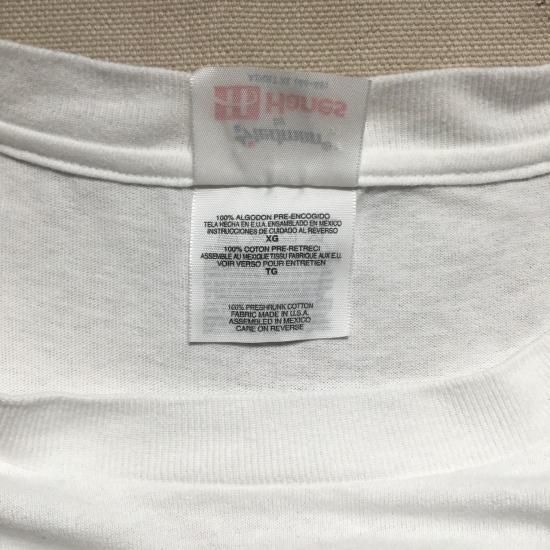 Hanes
by
100% ALGODON PRE-ENCOGIDO
TELA HECHA EN E.U.A. ENSAMBLADO EN MEXICO
INSTRUCCIONES DE CUIDADO AL REVERSO
XG
100% COTON PRE-RETRECI
ASSEMBLE AU MEXIQUE TISSU FABRIQUE AUX E.U.
VOIR VERSO POUR ENTRETIEN
TG
100% PRESHRUNK COTTON
FABRIC MADE IN U.S.A.
ASSEMBLED IN MEXICO
CARE ON REVERSE